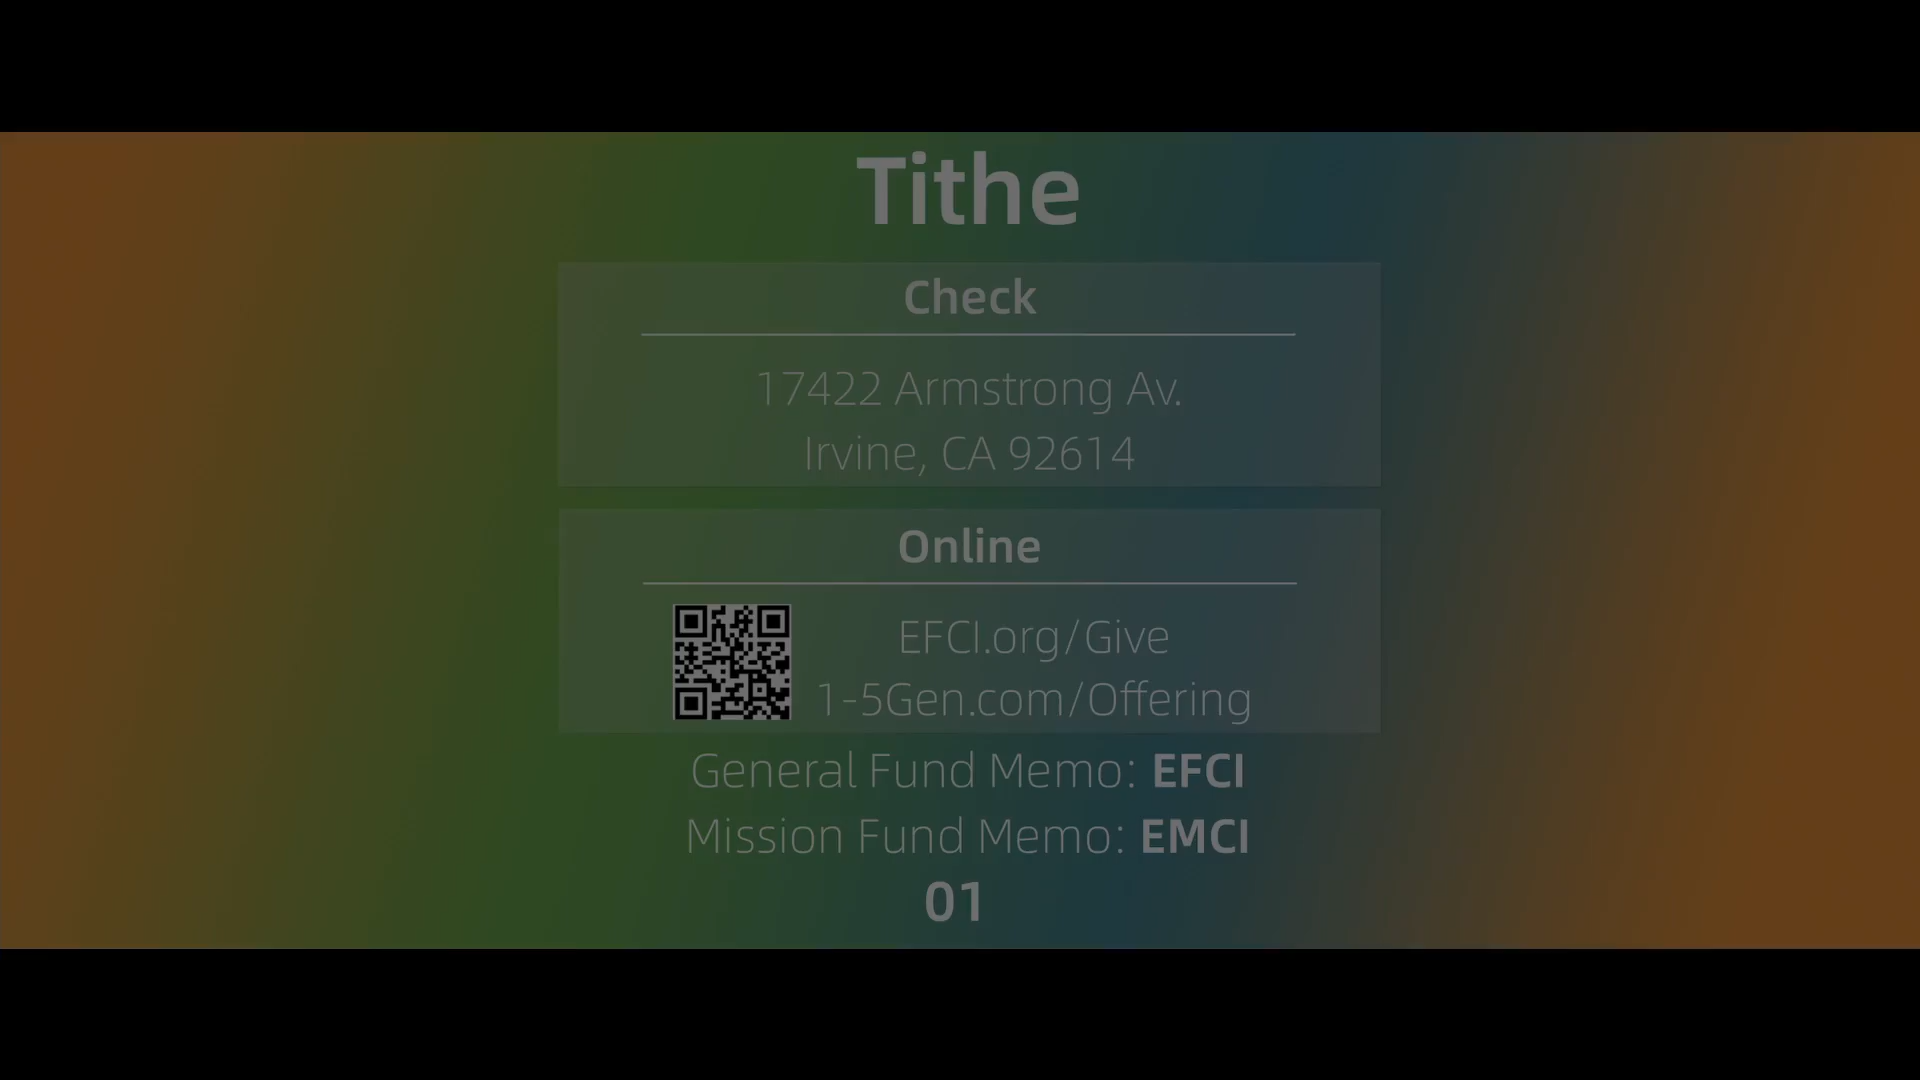 Tithe
Check
17422 Armstrong Av.
Irvine, CA 92614
Online
EFCI.org/Give
1-5Gen.com/Offering
General Fund Memo: EFCI
Mission Fund Memo: EMCI
01